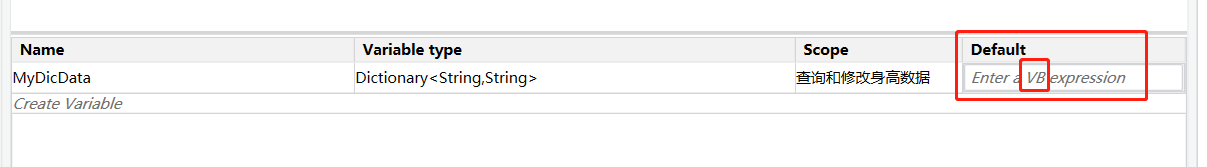 Name Variable type Scope Default
MyDicData Dictionary<String,String> 查询和修改身高数据 Enter a VB expression
Create Variable